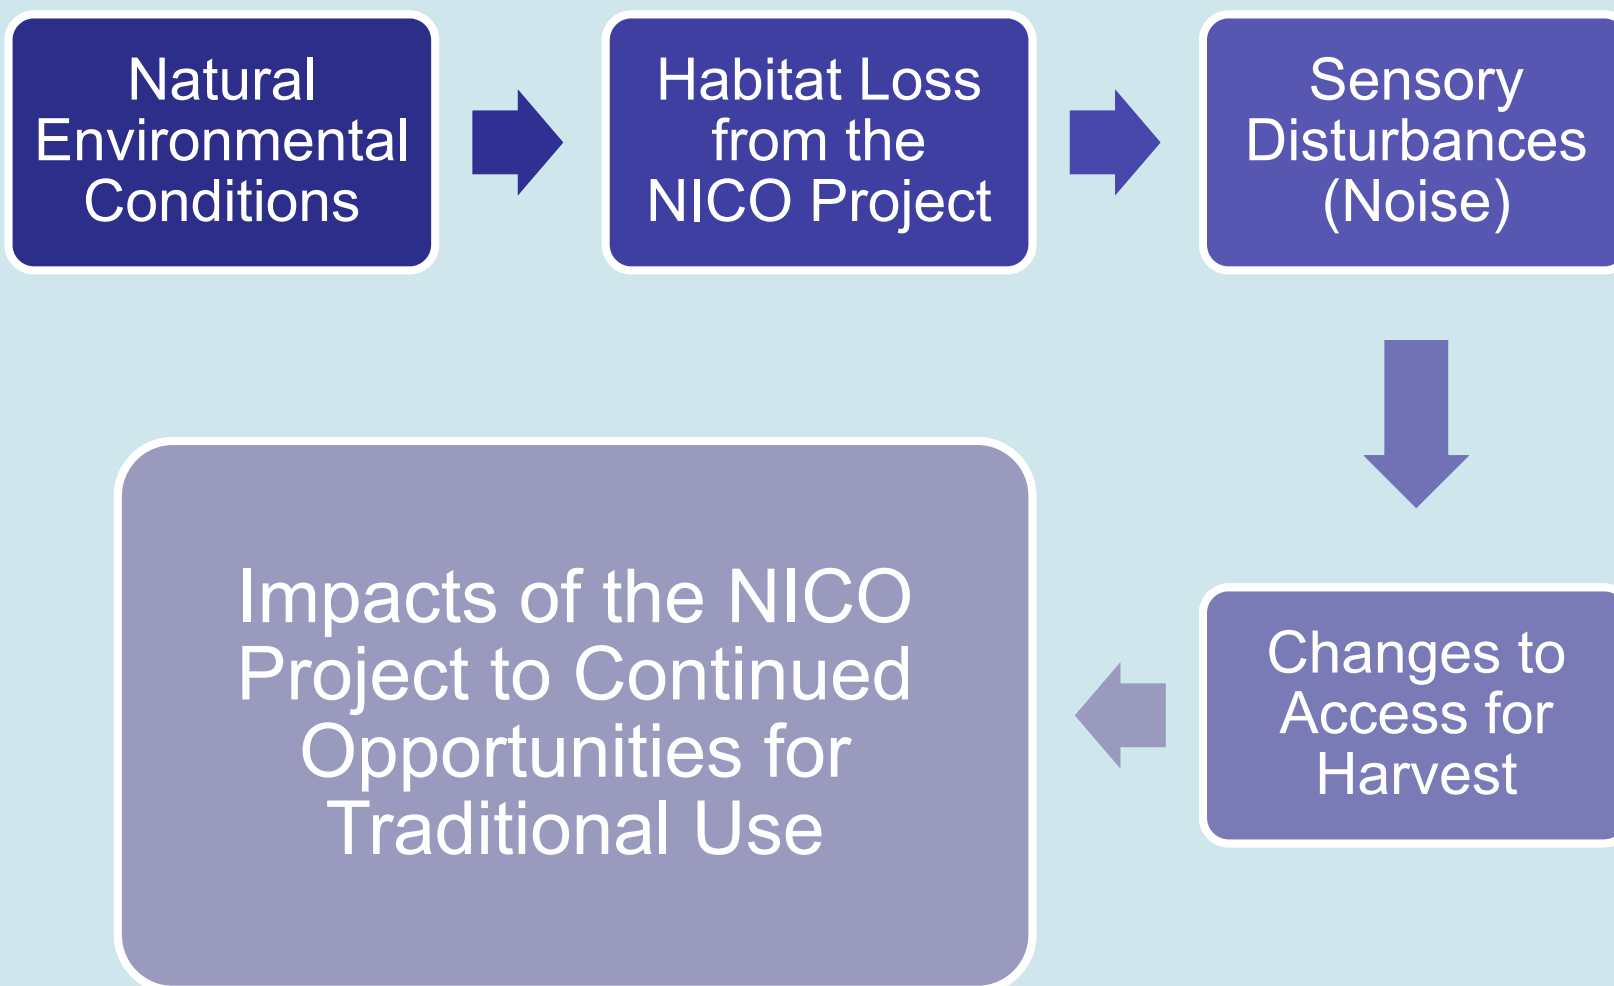 Natural
Environmental
Conditions
Habitat Loss
from the
NICO Project
Sensory
Disturbances
(Noise)
Changes to
Access for
Harvest
Impacts of the NICO
Project to Continued
Opportunities for
Traditional Use